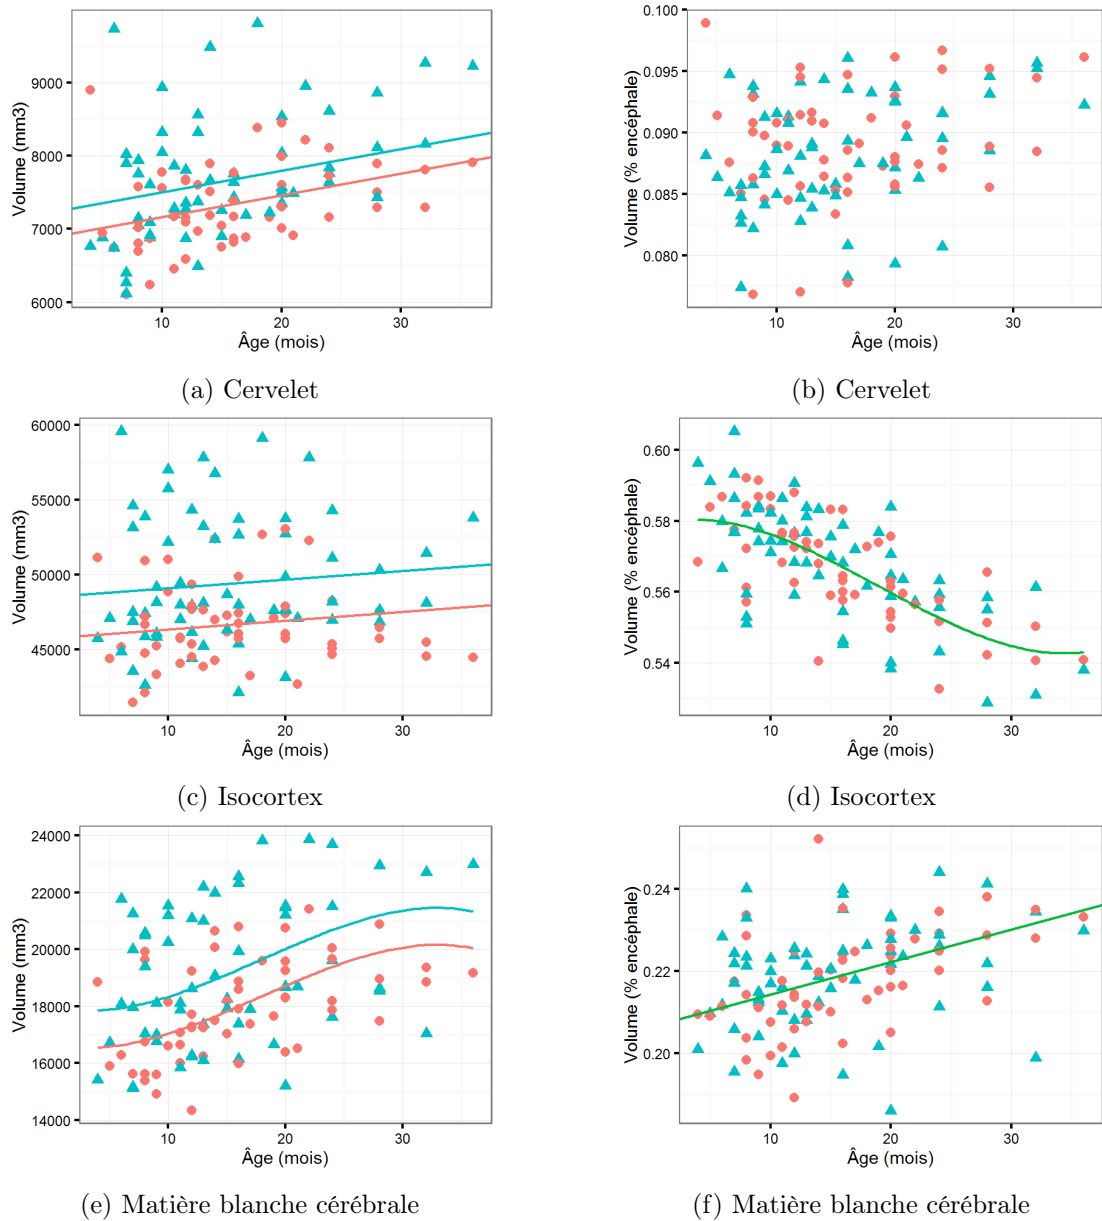 Volume (mm3)
9000
8000
7000
6000
10
20
30
Âge (mois)
(a) Cervelet
Volume (% encéphale)
0.100
0.095
0.090
0.085
0.080
10
20
30
Âge (mois)
(b) Cervelet
Volume (mm3)
60000
55000
50000
45000
10
20
30
Âge (mois)
(c) Isocortex
Volume (% encéphale)
0.60
0.58
0.56
0.54
10
20
30
Âge (mois)
(d) Isocortex
Volume (mm3)
24000
22000
20000
18000
16000
14000
10
20
30
Âge (mois)
(e) Matière blanche cérébrale
Volume (% encéphale)
0.24
0.22
0.20
10
20
30
Âge (mois)
(f) Matière blanche cérébrale